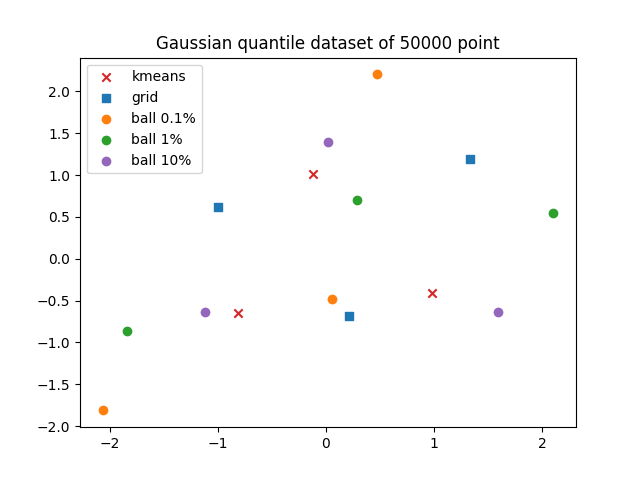 Gaussian quantile dataset of 50000 point
kmeans
grid
ball 0.1%
ball 1%
ball 10%
2.0
1.5
1.0
0.5
0.0
−0.5
−1.0
−1.5
−2.0
−2 −1 0 1 2